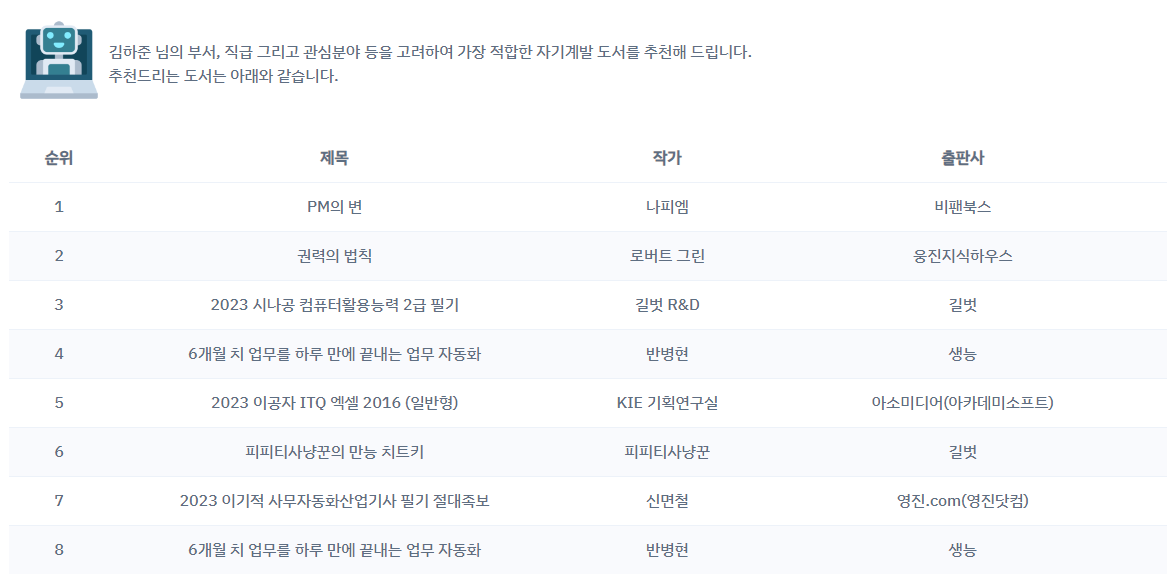 김하준 님의 부서, 직급 그리고 관심분야 등을 고려하여 가장 적합한 자기계발 도서를 추천해 드립니다.
추천드리는 도서는 아래와 같습니다.
순위 제목 작가 출판사
1 PM의 변 나피엠 비팬북스
2 권력의 법칙 로버트 그린 웅진지식하우스
3 2023 시나공 컴퓨터활용능력 2급 필기 길벗 R&D 길벗
4 6개월 치 업무를 하루 만에 끝내는 업무 자동화 반병현 생능
5 2023 이공자 ITQ 엑셀 2016 (일반형) KIE 기획연구실 아소미디어(아카데미소프트)
6 피피티사냥꾼의 만능 치트키 피피티사냥꾼 길벗
7 2023 이기적 사무자동화산업기사 필기 절대족보 신면철 영진.com(영진닷컴)
8 6개월 치 업무를 하루 만에 끝내는 업무 자동화 반병현 생능